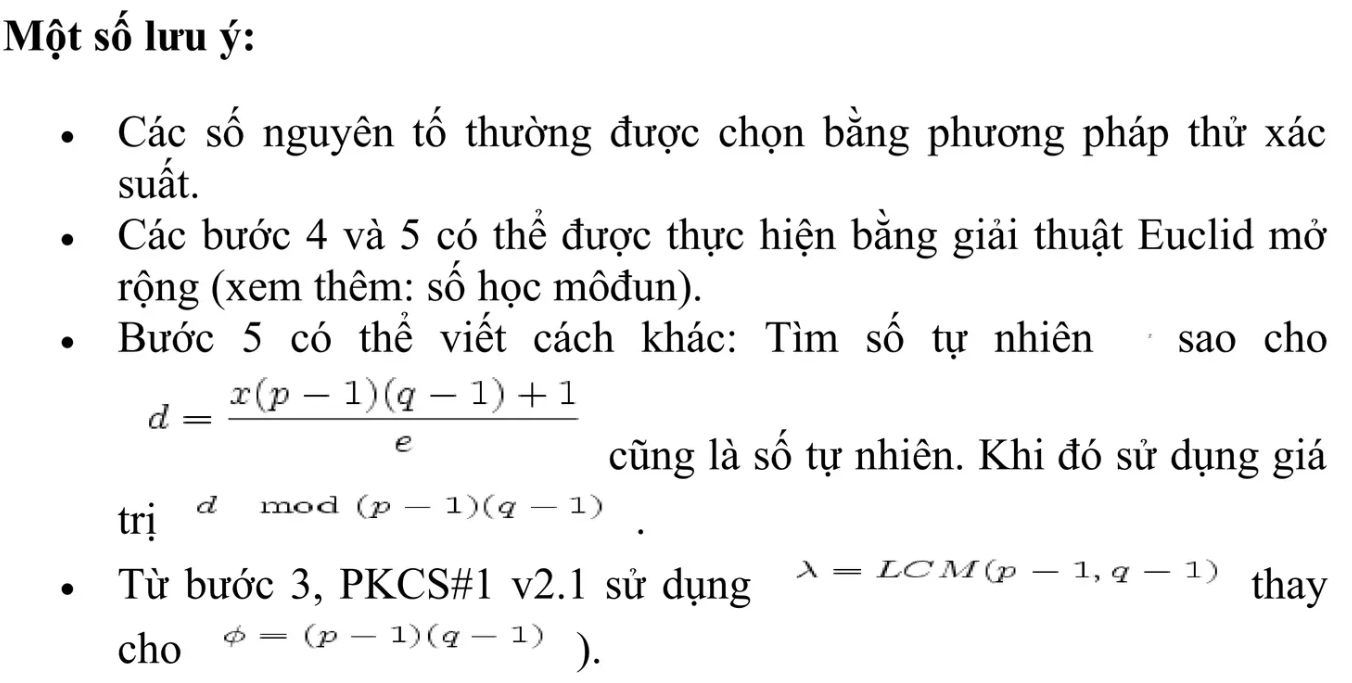 Một số lưu ý:
• Các số nguyên tố thường được chọn bằng phương pháp thử xác
suất.
• Các bước 4 và 5 có thể được thực hiện bằng giải thuật Euclid mở
rộng (xem thêm: số học môđun).
• Bước 5 có thể viết cách khác: Tìm số tự nhiên sao cho
d = \frac{x(p − 1)(q − 1) + 1}{e} cũng là số tự nhiên. Khi đó sử dụng giá
trị d mod (p − 1)(q − 1) .
• Từ bước 3, PKCS#1 v2.1 sử dụng λ = LCM(p − 1, q − 1) thay
cho ϕ = (p − 1)(q − 1) ).